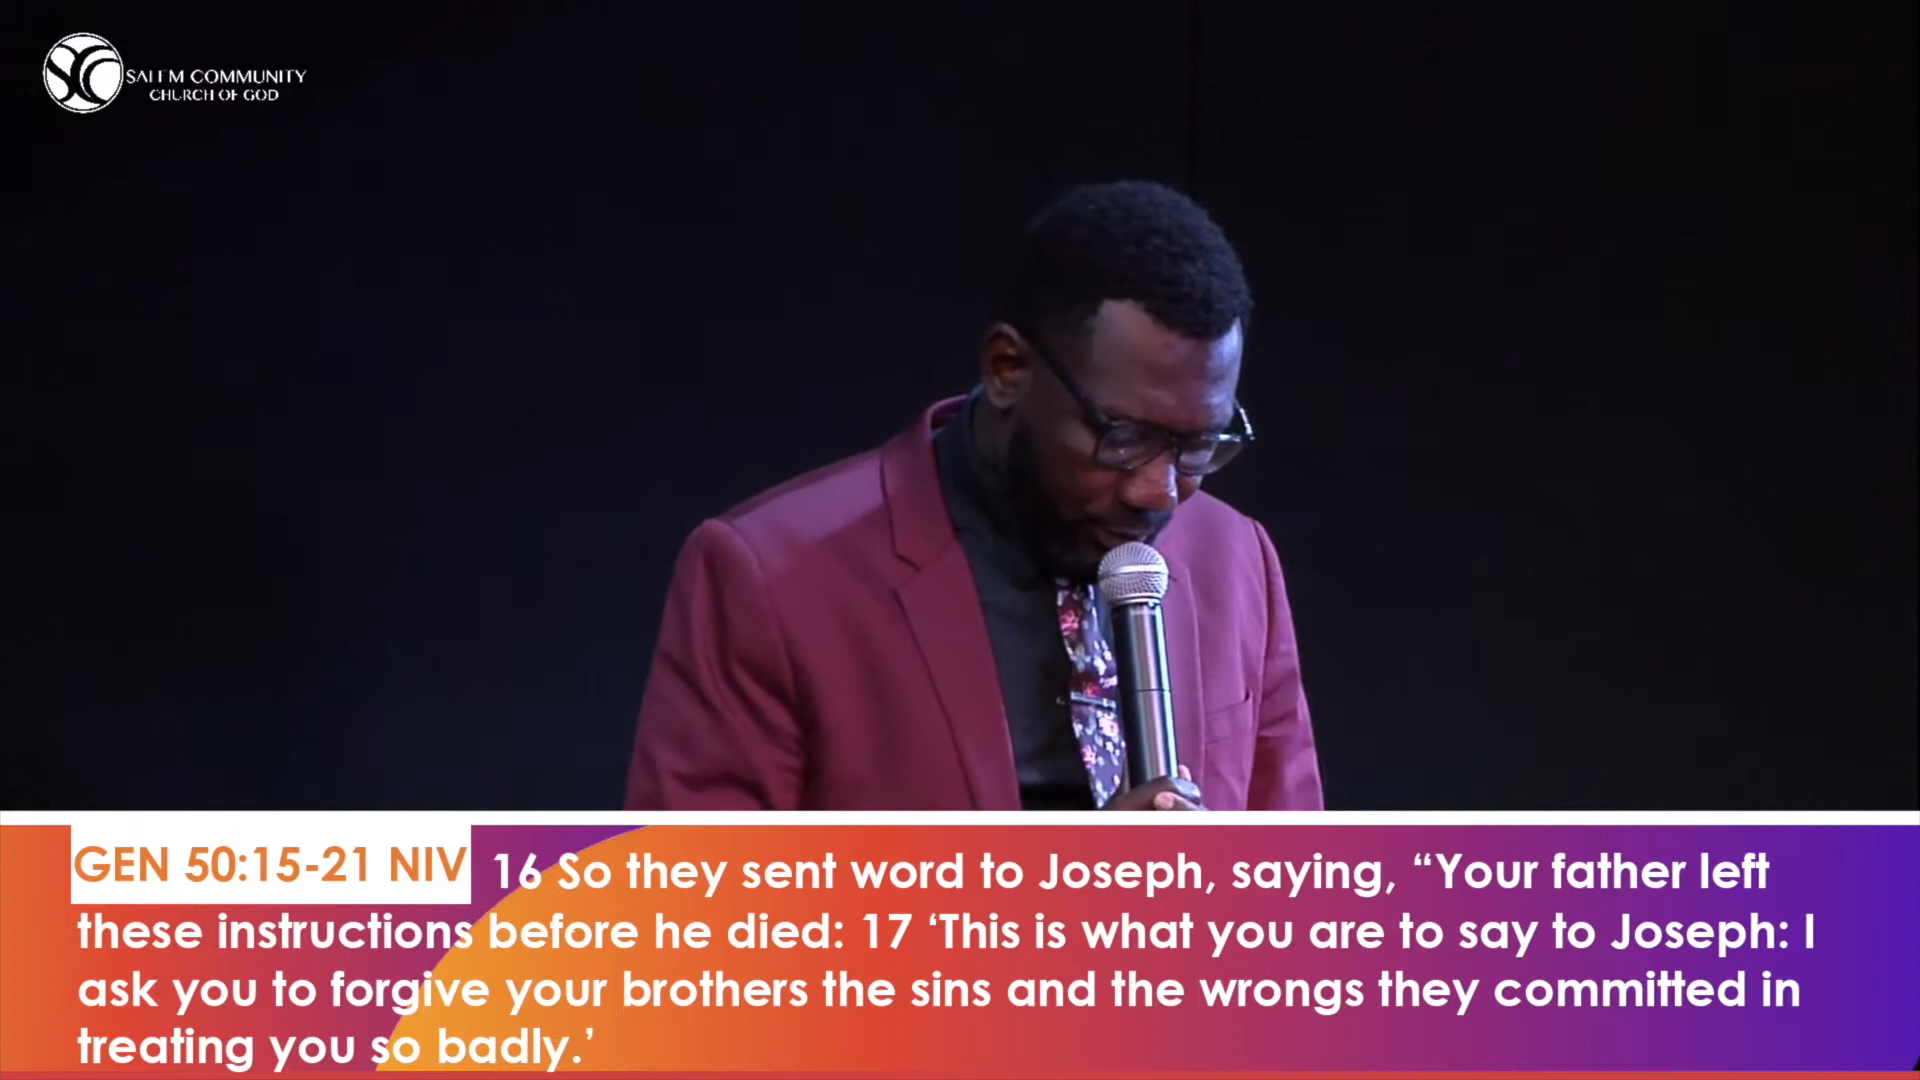 SALEM COMMUNITY
CHURCH OF GOD
GEN 50:15-21 NIV 16 So they sent word to Joseph, saying, “Your father left
these instructions before he died: 17 ‘This is what you are to say to Joseph: I
ask you to forgive your brothers the sins and the wrongs they committed in
treating you so badly.’